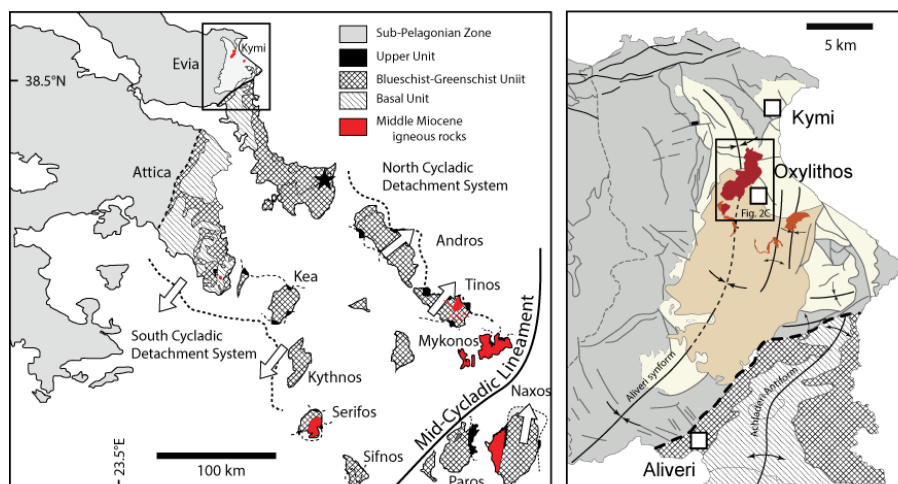 Kymi
Evia
38.5°N
Sub-Pelagonian Zone
Upper Unit
Blueschist-Greenschist Uniit
Basal Unit
Middle Miocene
igneous rocks
North Cycladic
Detachment System
Attica
Andros
Kea
Tinos
South Cycladic
Detachment System
Mykonos
Kythnos
Mid-Cycladic Lineament
Naxos
Serifos
23.5°E
100 km
Sifnos
Paros
5 km
Kymi
Oxylithos
Fig. 2C
Aliveri synform
Achladeri Antiform
Aliveri